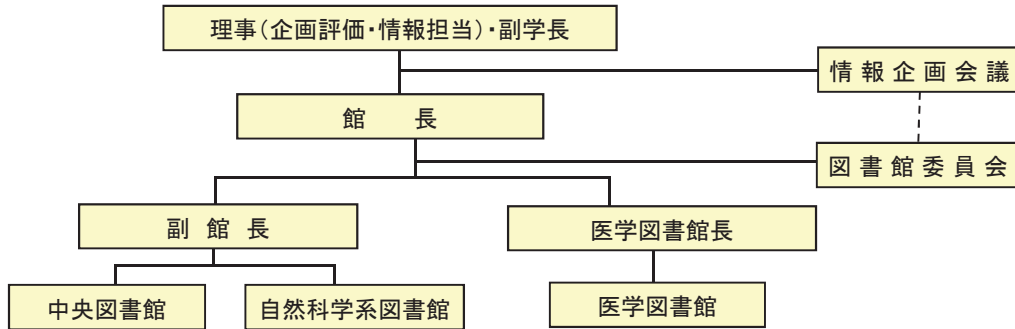 理事(企画評価・情報担当)・副学長
情報企画会議
館長
図書館委員会
副館長
医学図書館長
中央図書館
自然科学系図書館
医学図書館